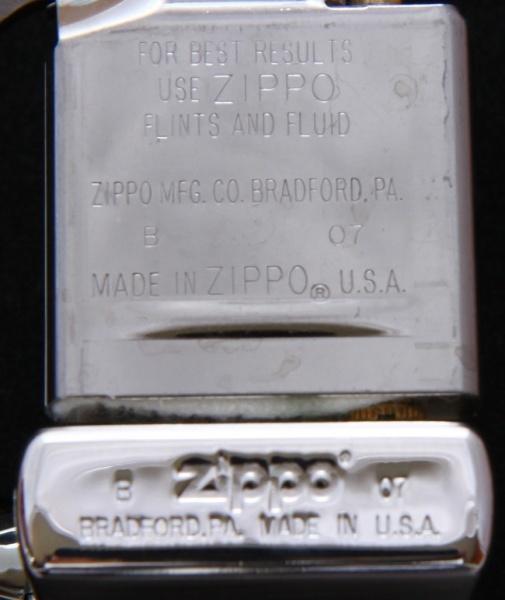 FOR BEST RESULTS
USE ZIPPO
FLINTS AND FLUID
ZIPPO MFG. CO. BRADFORD, PA.
B 07
MADE IN ZIPPO® U.S.A.
B Zippo® 07
BRADFORD, PA. MADE IN U.S.A.